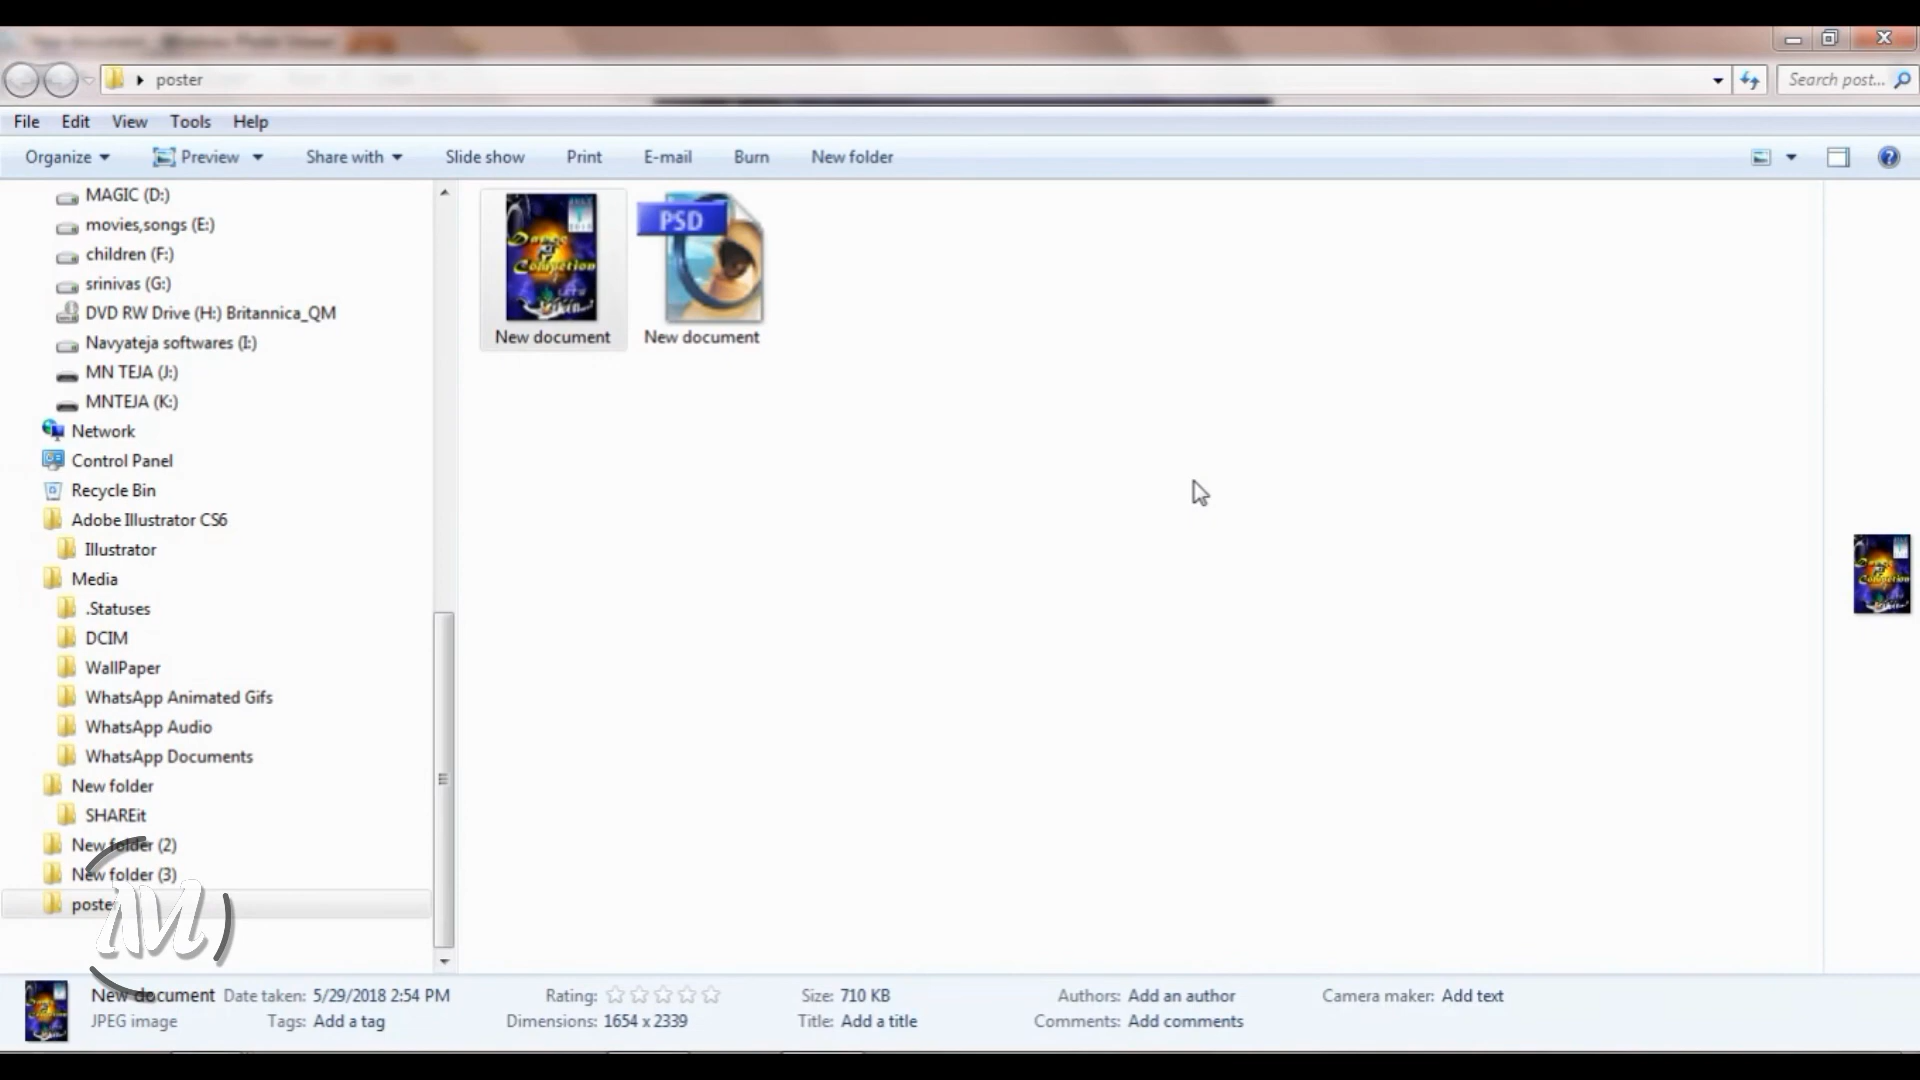 poster
Search post...
File Edit View Tools Help
Organize Preview Share with Slide show Print E-mail Burn New folder
MAGIC (D:)
movies,songs (E:)
children (F:)
srinivas (G:)
DVD RW Drive (H:) Britannica_QM
Navyateja softwares (I:)
MN TEJA (J:)
MNTEJA (K:)
Network
Control Panel
Recycle Bin
Adobe Illustrator CS6
Illustrator
Media
.Statuses
DCIM
WallPaper
WhatsApp Animated Gifs
WhatsApp Audio
WhatsApp Documents
New folder
SHAREit
New folder (2)
New folder (3)
poster
M
PSD
New document New document
New document Date taken: 5/29/2018 2:54 PM Rating: Size: 710 KB Authors: Add an author Camera maker: Add text
JPEG image Tags: Add a tag Dimensions: 1654 x 2339 Title: Add a title Comments: Add comments